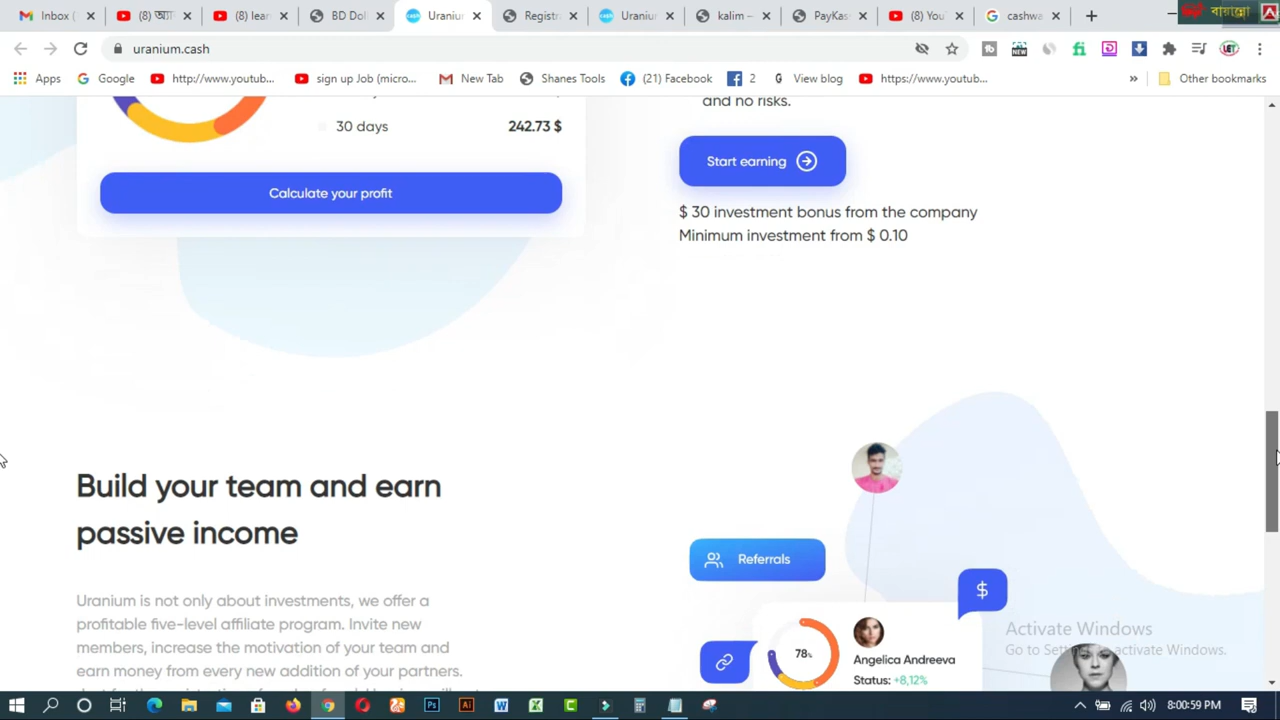 Inbox (
(8) আ
(8) lear
BD Dol
Uraniu
Registr
Uraniu
kalim –
PayKa
(8) You
cashwa
বায়ান্নো
uranium.cash
NEW
Apps
Google
http://www.youtub...
sign up Job (micro...
New Tab
Shanes Tools
(21) Facebook
2
View blog
https://www.youtub...
»
Other bookmarks
and no risks.
30 days
242.73 $
Start earning
Calculate your profit
$ 30 investment bonus from the company
Minimum investment from $ 0.10
Build your team and earn
passive income
Referrals
Uranium is not only about investments, we offer a
profitable five-level affiliate program. Invite new
members, increase the motivation of your team and
earn money from every new addition of your partners.
$
78%
Angelica Andreeva
Status: +8,12%
Activate Windows
Go to Settings to activate Windows.
8:00:59 PM